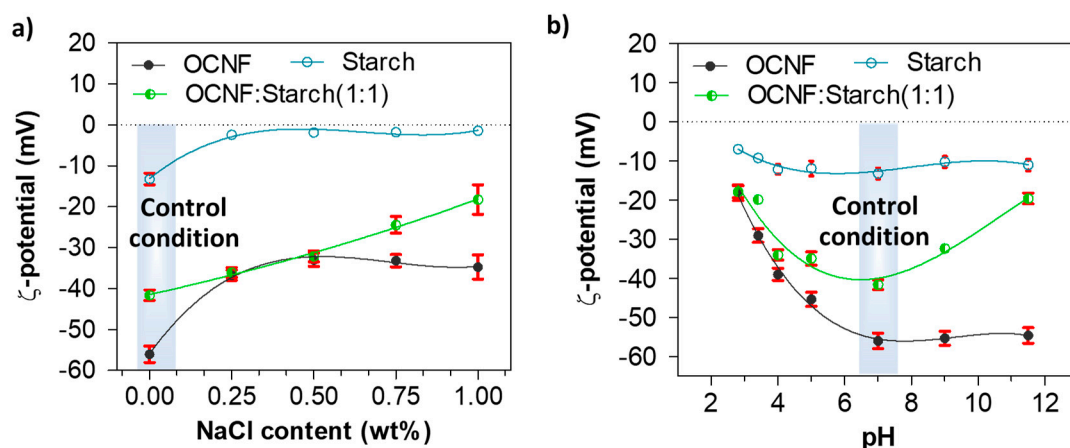 a)
20
10
0
-10
-20
-30
-40
-50
-60
ζ-potential (mV)
OCNF
Starch
OCNF:Starch(1:1)
Control
condition
0.00 0.25 0.50 0.75 1.00
NaCl content (wt%)
b)
20
10
0
-10
-20
-30
-40
-50
-60
ζ-potential (mV)
OCNF
Starch
OCNF:Starch(1:1)
Control
condition
2 4 6 8 10 12
pH